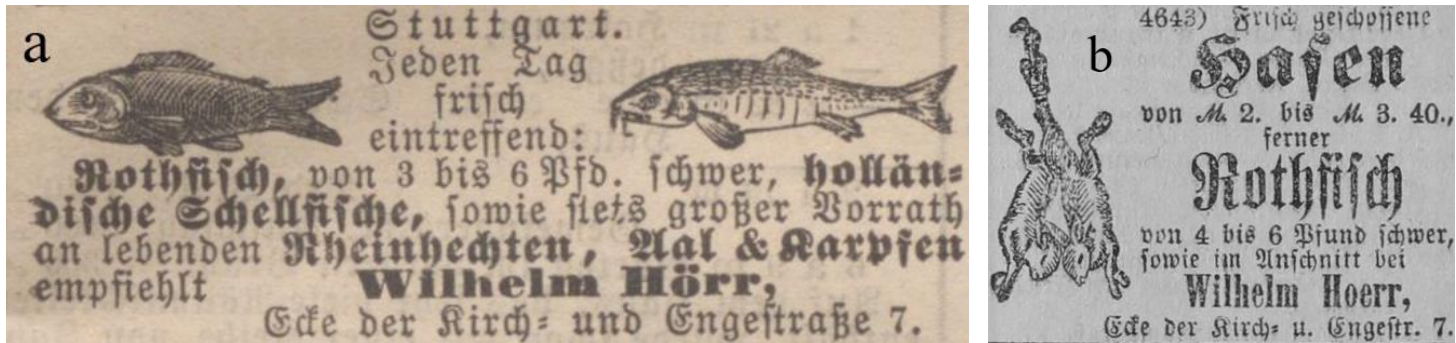 a
Stuttgart.
Jeden Tag
frisch
eintreffend:
Rothfisch, von 3 bis 6 Pfd. schwer, hollän-
dische Schellfische, sowie stets großer Vorrath
an lebenden Rheinhechten, Aal & Karpfen
empfiehlt Wilhelm Hörr,
Ecke der Kirch- und Engestraße 7.
b
4643) Frisch geschossene
Hasen
von M. 2. bis M. 3. 40.,
ferner
Rothfisch
von 4 bis 6 Pfund schwer,
sowie im Anschnitt bei
Wilhelm Hoerr,
Ecke der Kirch- u. Engestr. 7.